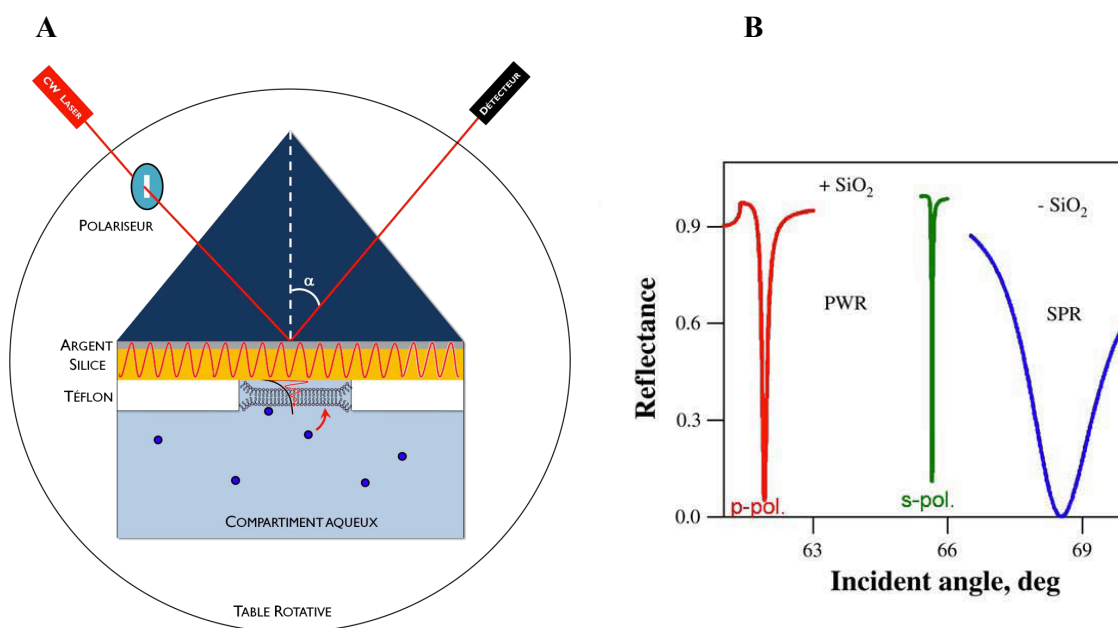 A
CW LASER
DÉTECTEUR
POLARISEUR
α
ARGENT
SILICE
TÉFLON
COMPARTIMENT AQUEUX
TABLE ROTATIVE
B
+ SiO₂
- SiO₂
0.9
PWR
SPR
0.6
Reflectance
0.3
p-pol.
s-pol.
0.0
63
66
69
Incident angle, deg